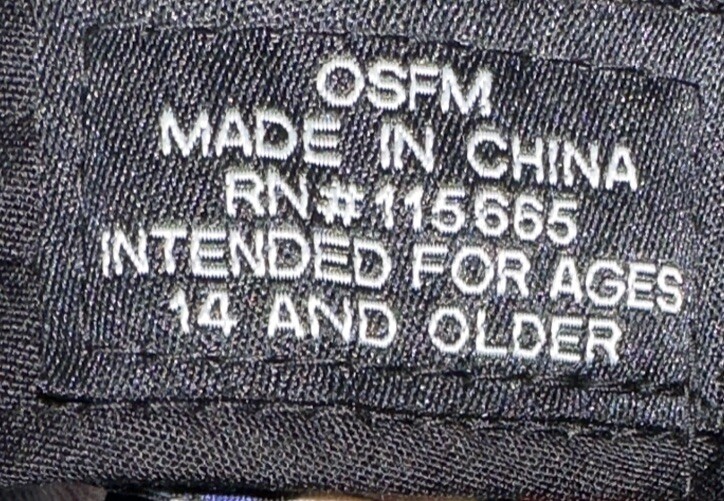 OSFM
MADE IN CHINA
RN#115665
INTENDED FOR AGES
14 AND OLDER